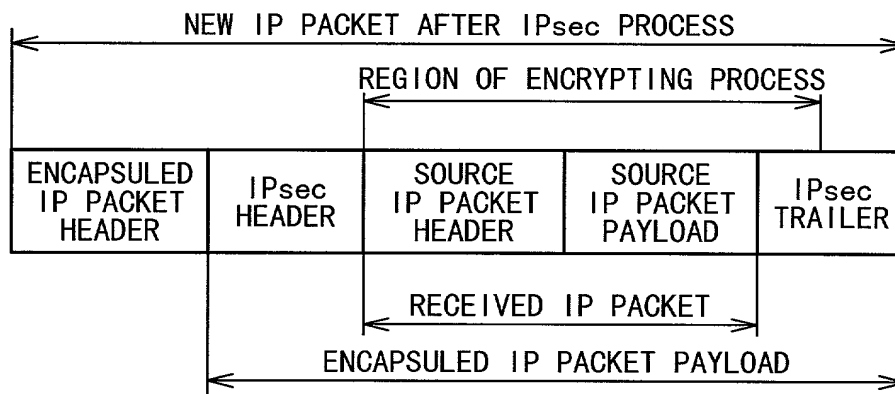 NEW IP PACKET AFTER IPsec PROCESS
REGION OF ENCRYPTING PROCESS
ENCAPSULED
IP PACKET
HEADER
IPsec
HEADER
SOURCE
IP PACKET
HEADER
SOURCE
IP PACKET
PAYLOAD
IPsec
TRAILER
RECEIVED IP PACKET
ENCAPSULED IP PACKET PAYLOAD